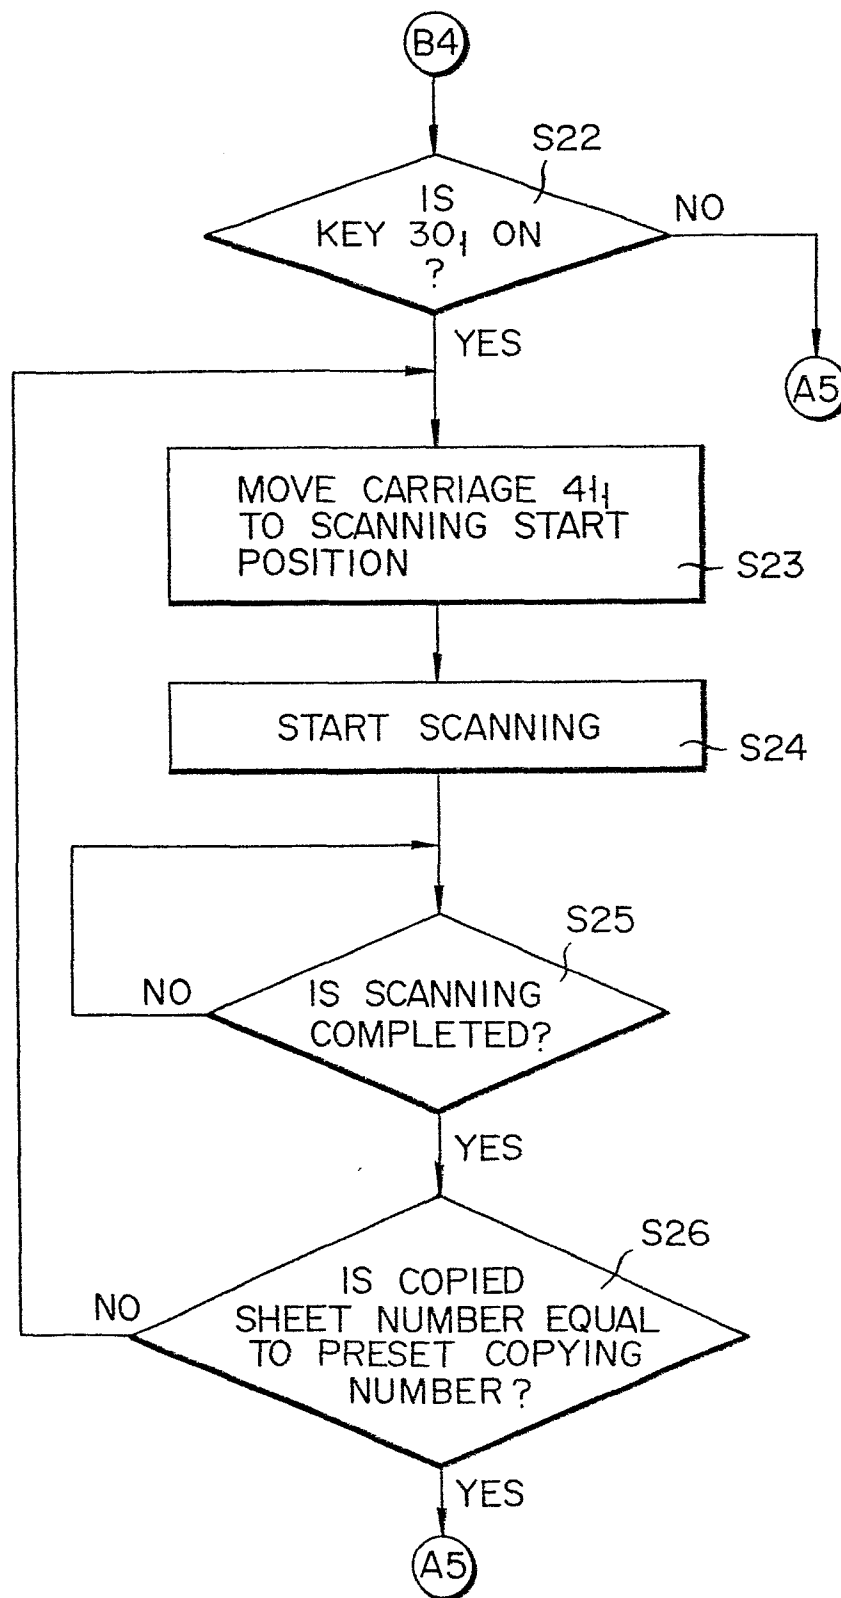 B4
S22
IS
KEY 30₁ ON
?
NO
YES
A5
MOVE CARRIAGE 41₁
TO SCANNING START
POSITION
S23
START SCANNING
S24
S25
NO
IS SCANNING
COMPLETED?
YES
S26
NO
IS COPIED
SHEET NUMBER EQUAL
TO PRESET COPYING
NUMBER?
YES
A5